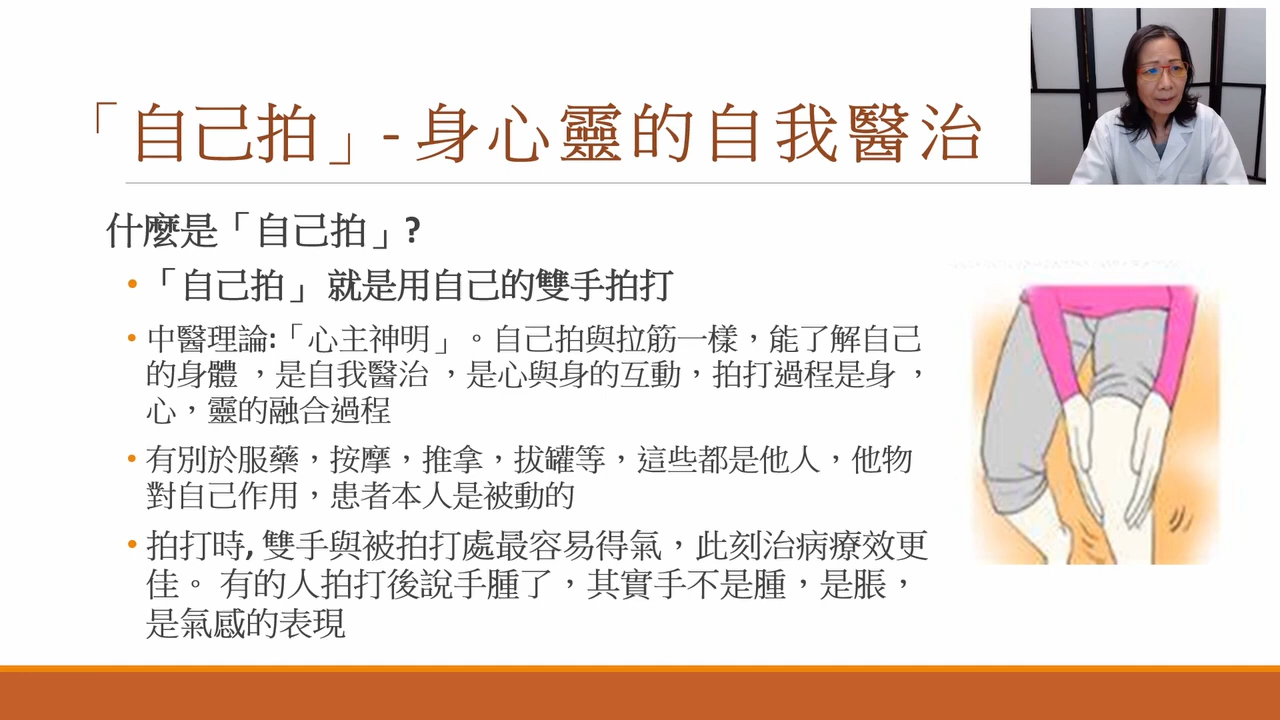 「自己拍」- 身心靈的自我醫治
什麼是「自己拍」?
• 「自己拍」 就是用自己的雙手拍打
• 中醫理論:「心主神明」。自己拍與拉筋一樣，能了解自己
的身體 ，是自我醫治 ，是心與身的互動，拍打過程是身 ，
心，靈的融合過程
• 有別於服藥，按摩，推拿，拔罐等，這些都是他人，他物
對自己作用，患者本人是被動的
• 拍打時, 雙手與被拍打處最容易得氣，此刻治病療效更
佳。 有的人拍打後說手腫了，其實手不是腫，是脹，
是氣感的表現